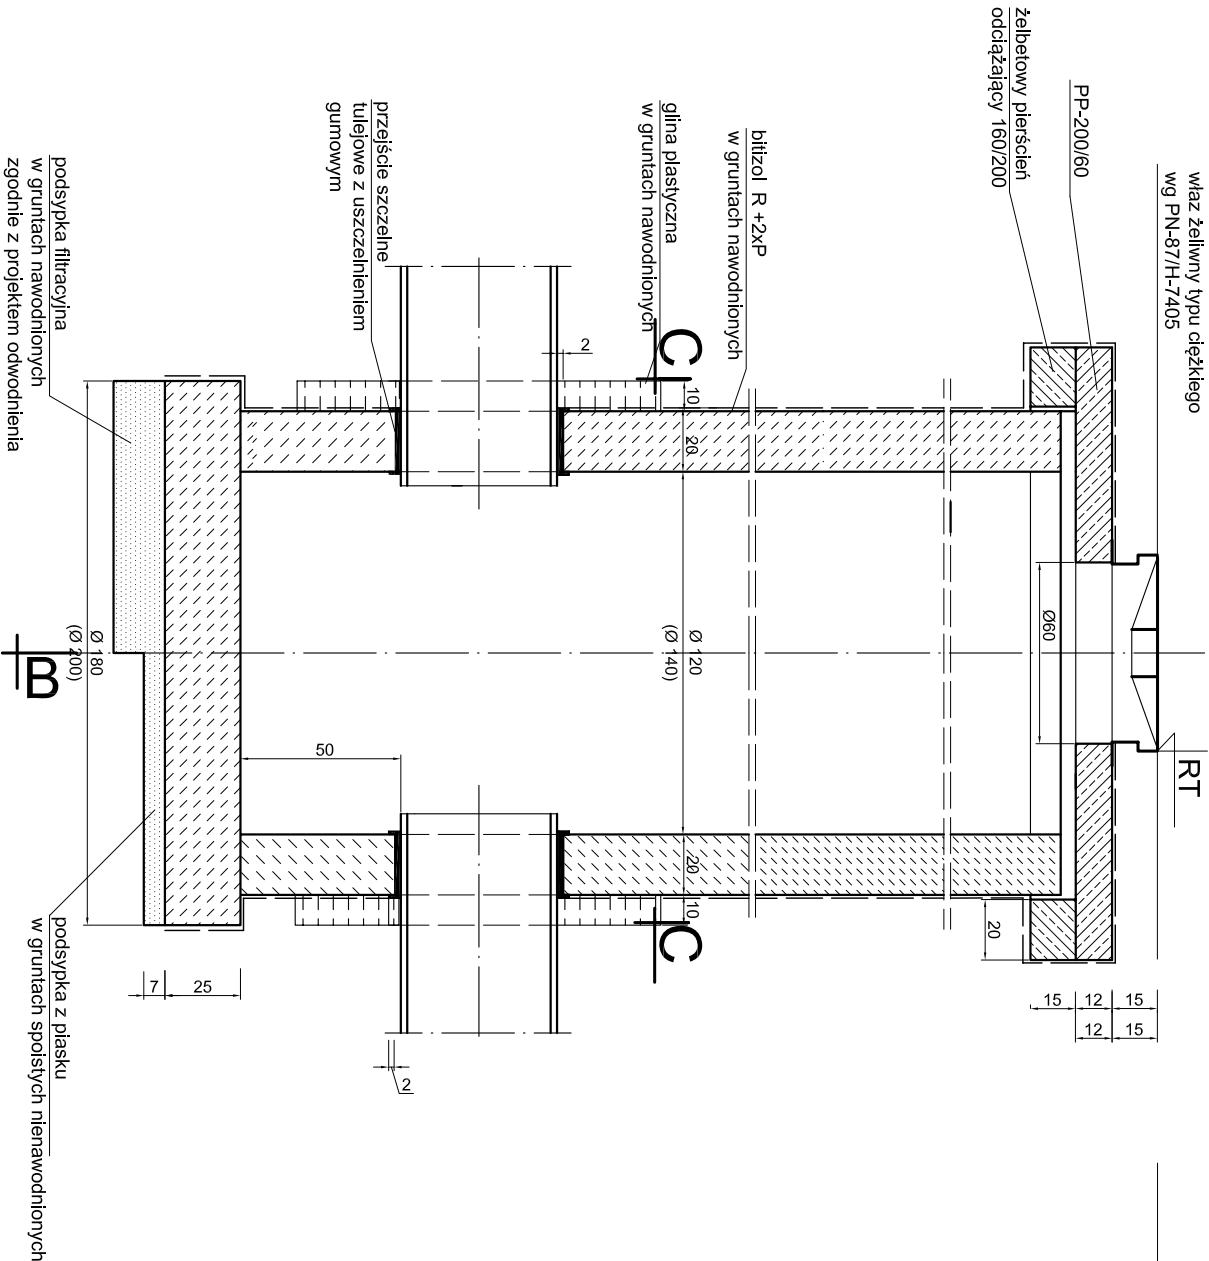 właz żeliwny typu ciężkiego
wg PN-87/H-7405
PP-200/60
żelbetowy pierścień
odciążający 160/200
RT
bitizol R +2xP
w gruntach nawodnionych
glina plastyczna
w gruntach nawodnionych
przejście szczelne
tulejowe z uszczelnieniem
gumowym
podsypka filtracyjna
w gruntach nawodnionych
zgodnie z projektem odwodnienia
podsypka z piasku
w gruntach spoistych nienawodnionych
C
C
B
2
10
20
Ø 120
(Ø 140)
20
10
Ø60
20
15
12
15
12
15
50
Ø 180
(Ø 200)
7
25
2